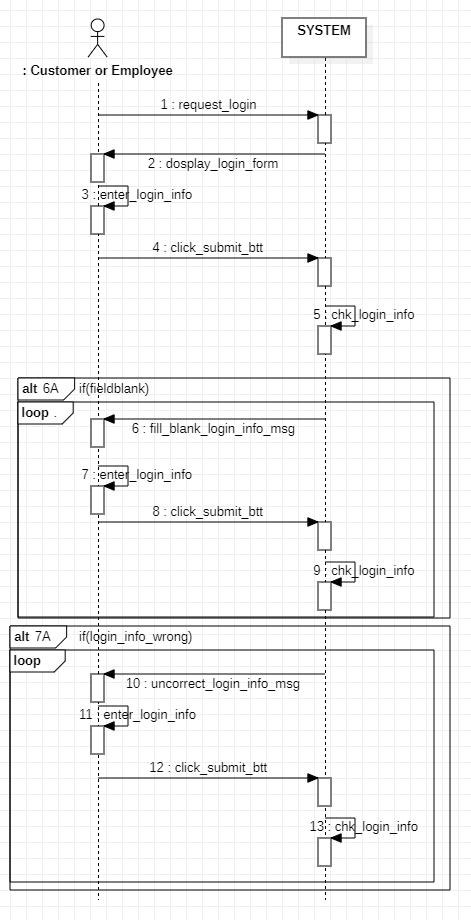 SYSTEM
: Customer or Employee
1 : request_login
2 : dosplay_login_form
3 : enter_login_info
4 : click_submit_btt
5 : chk_login_info
alt 6A if(fieldblank)
loop .
6 : fill_blank_login_info_msg
7 : enter_login_info
8 : click_submit_btt
9 : chk_login_info
alt 7A if(login_info_wrong)
loop
10 : uncorrect_login_info_msg
11 : enter_login_info
12 : click_submit_btt
13 : chk_login_info